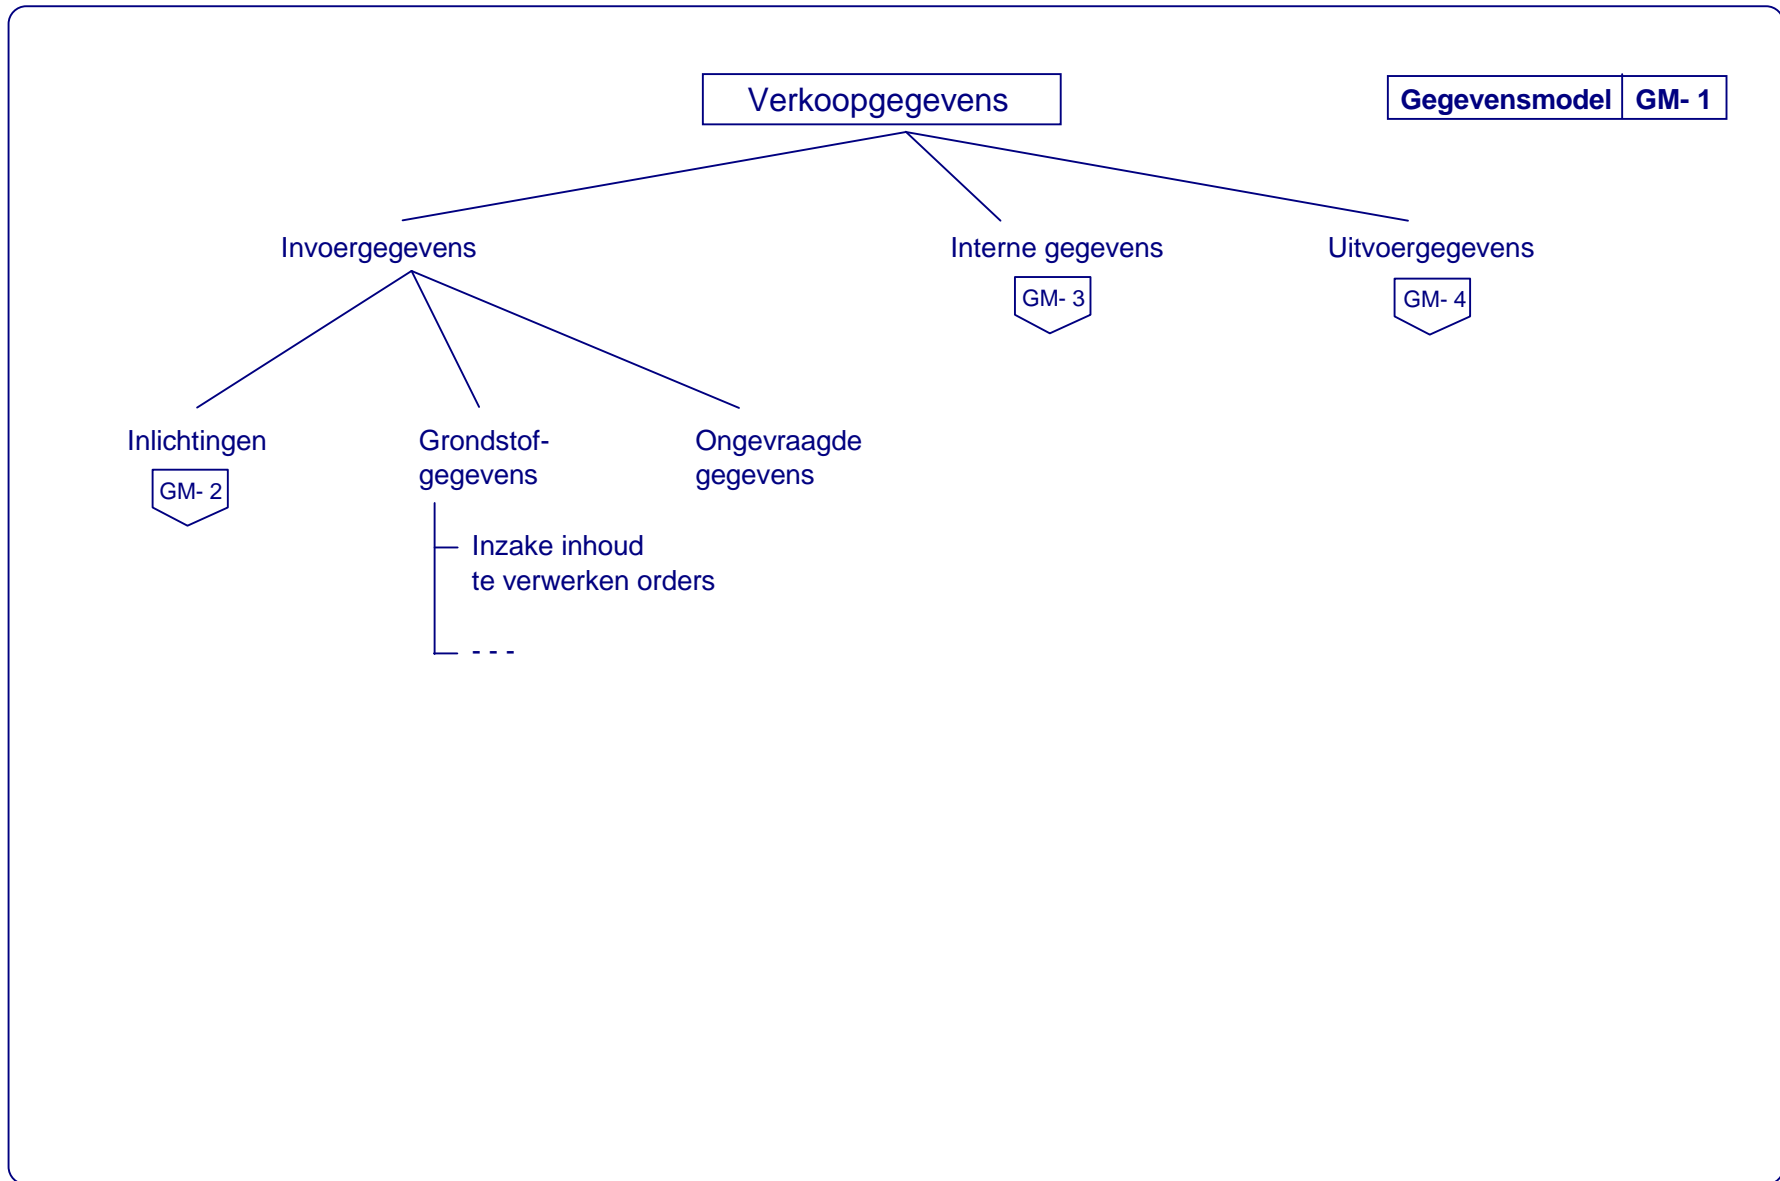 Verkoopgegevens
Gegevensmodel GM- 1
Invoergegevens
Interne gegevens
Uitvoergegevens
GM- 3
GM- 4
Inlichtingen
GM- 2
Grondstof-
gegevens
Ongevraagde
gegevens
Inzake inhoud
te verwerken orders
- - -